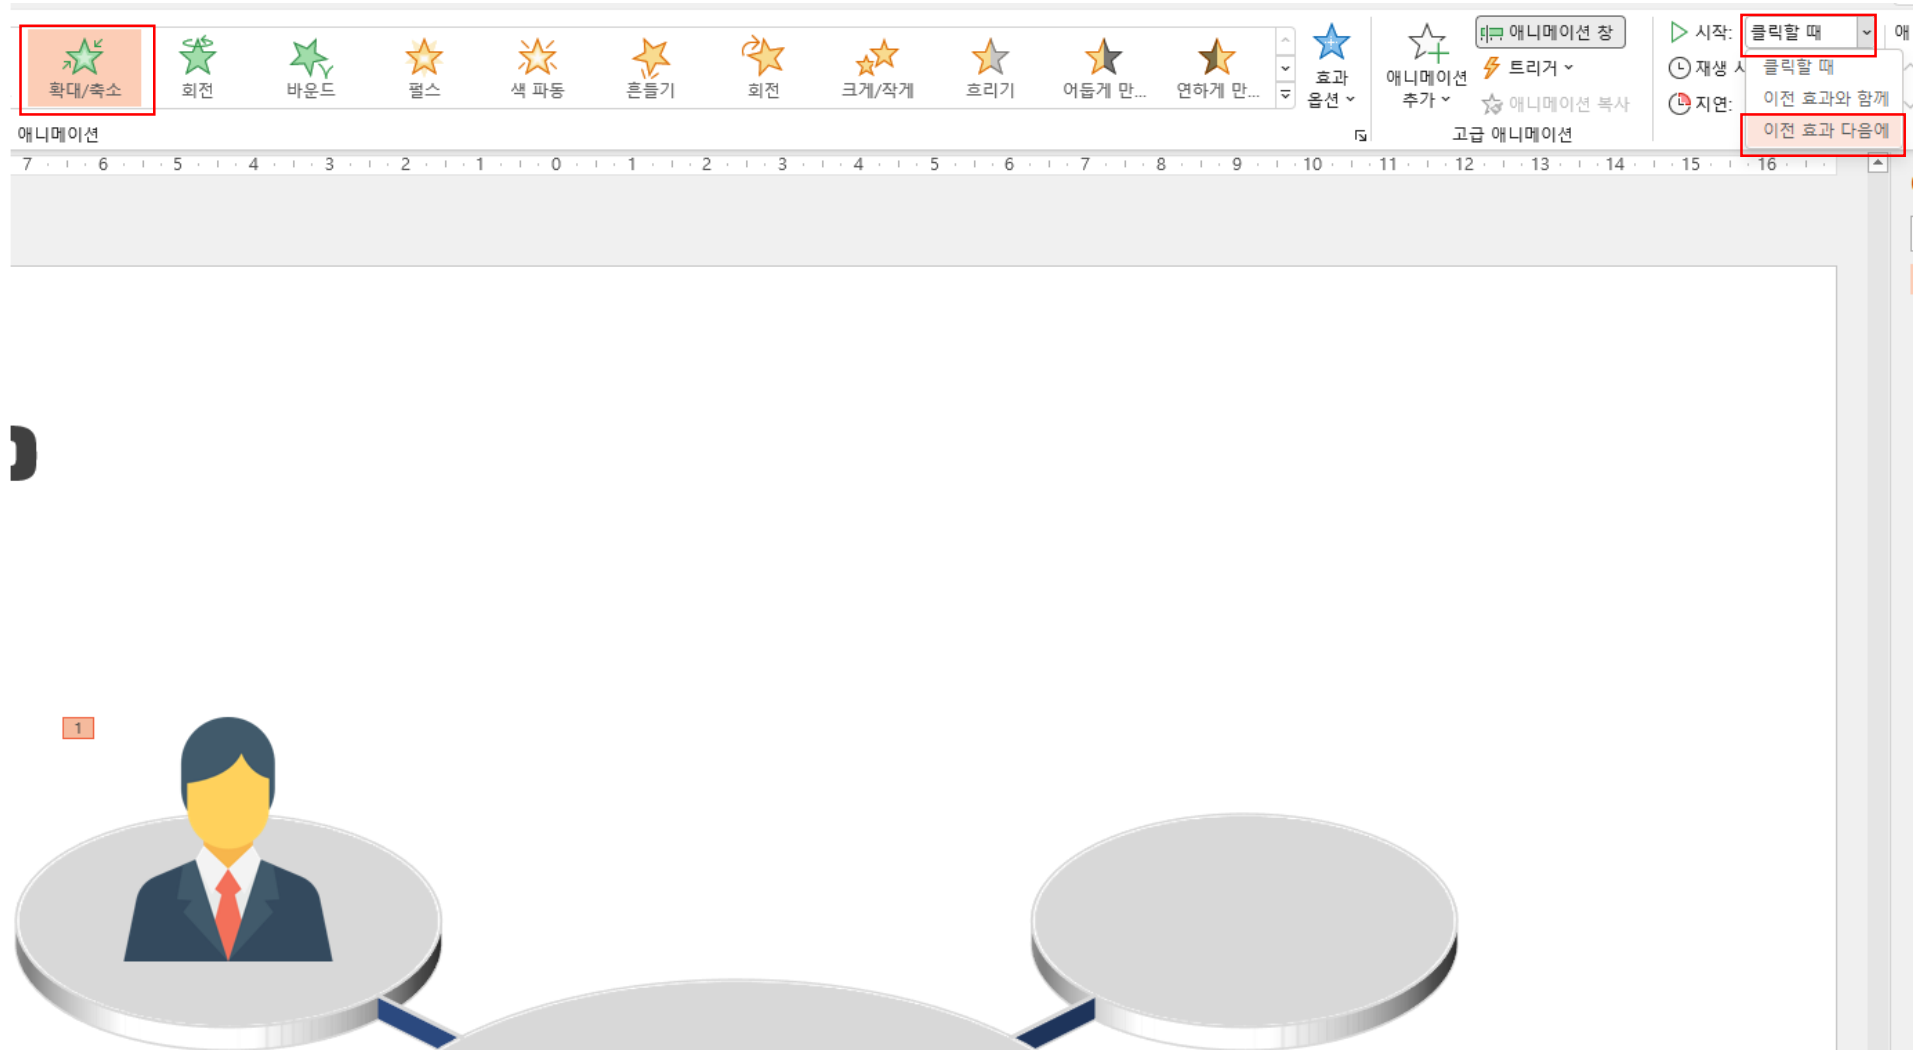 확대/축소
회전
바운드
펄스
색 파동
흔들기
회전
크게/작게
흐리기
어둡게 만...
연하게 만...
효과
옵션
애니메이션
추가
애니메이션 창
트리거
애니메이션 복사
시작:
클릭할 때
재생 시
지연:
클릭할 때
이전 효과와 함께
이전 효과 다음에
애
애니메이션
고급 애니메이션
7 6 5 4 3 2 1 0 1 2 3 4 5 6 7 8 9 10 11 12 13 14 15 16
1